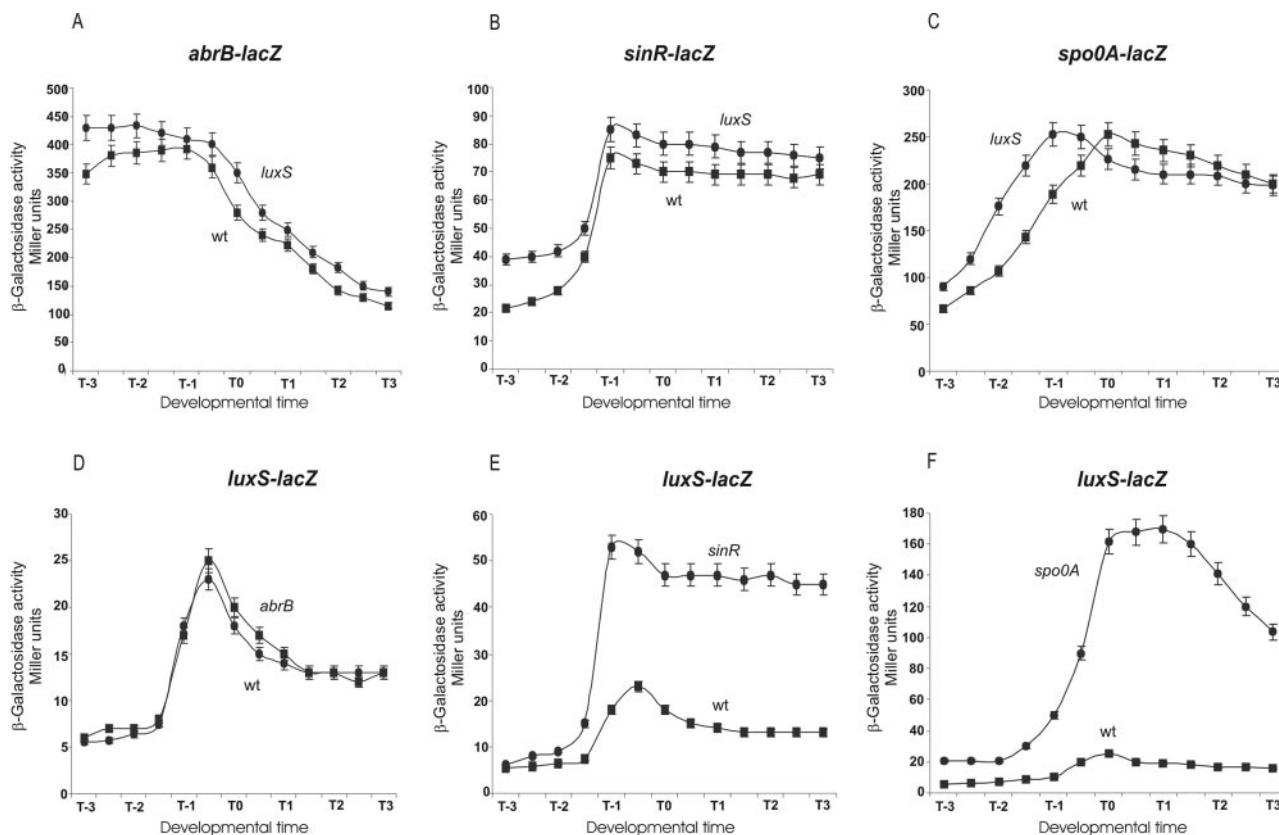 A
abrB-lacZ
β-Galactosidase activity
Miller units
500
450
400
350
300
250
200
150
100
50
0
luxS
wt
T-3 T-2 T-1 T0 T1 T2 T3
Developmental time
B
sinR-lacZ
β-Galactosidase activity
Miller units
100
90
80
70
60
50
40
30
20
10
0
luxS
wt
T-3 T-2 T-1 T0 T1 T2 T3
Developmental time
C
spo0A-lacZ
β-Galactosidase activity
Miller units
300
250
200
150
100
50
0
luxS
wt
T-3 T-2 T-1 T0 T1 T2 T3
Developmental time
D
luxS-lacZ
β-Galactosidase activity
Miller units
30
25
20
15
10
5
0
abrB
wt
T-3 T-2 T-1 T0 T1 T2 T3
Developmental time
E
luxS-lacZ
β-Galactosidase activity
Miller units
60
50
40
30
20
10
0
sinR
wt
T-3 T-2 T-1 T0 T1 T2 T3
Developmental time
F
luxS-lacZ
β-Galactosidase activity
Miller units
180
160
140
120
100
80
60
40
20
0
spo0A
wt
T-3 T-2 T-1 T0 T1 T2 T3
Developmental time